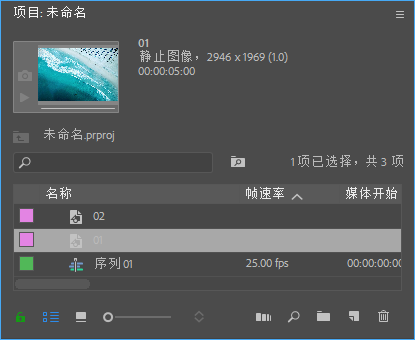 项目: 未命名
01
静止图像, 2946 x 1969 (1.0)
00:00:05:00
未命名.prproj
1项已选择，共 3 项
名称 帧速率 媒体开始
02
01
序列 01 25.00 fps 00:00:00:00